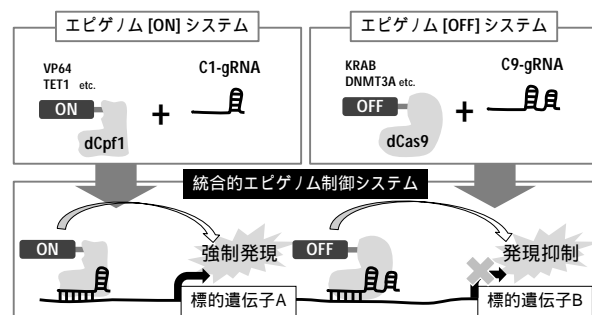 エピゲノム [ON] システム
VP64
TET1 etc.
C1-gRNA
ON
+
dCpf1
エピゲノム [OFF] システム
KRAB
DNMT3A etc.
C9-gRNA
OFF
+
dCas9
統合的エピゲノム制御システム
ON
強制発現
標的遺伝子A
OFF
発現抑制
標的遺伝子B